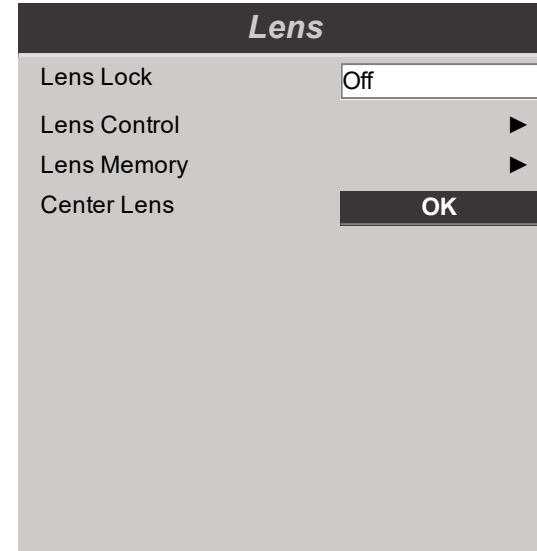 Lens
Lens Lock Off
Lens Control ►
Lens Memory ►
Center Lens OK